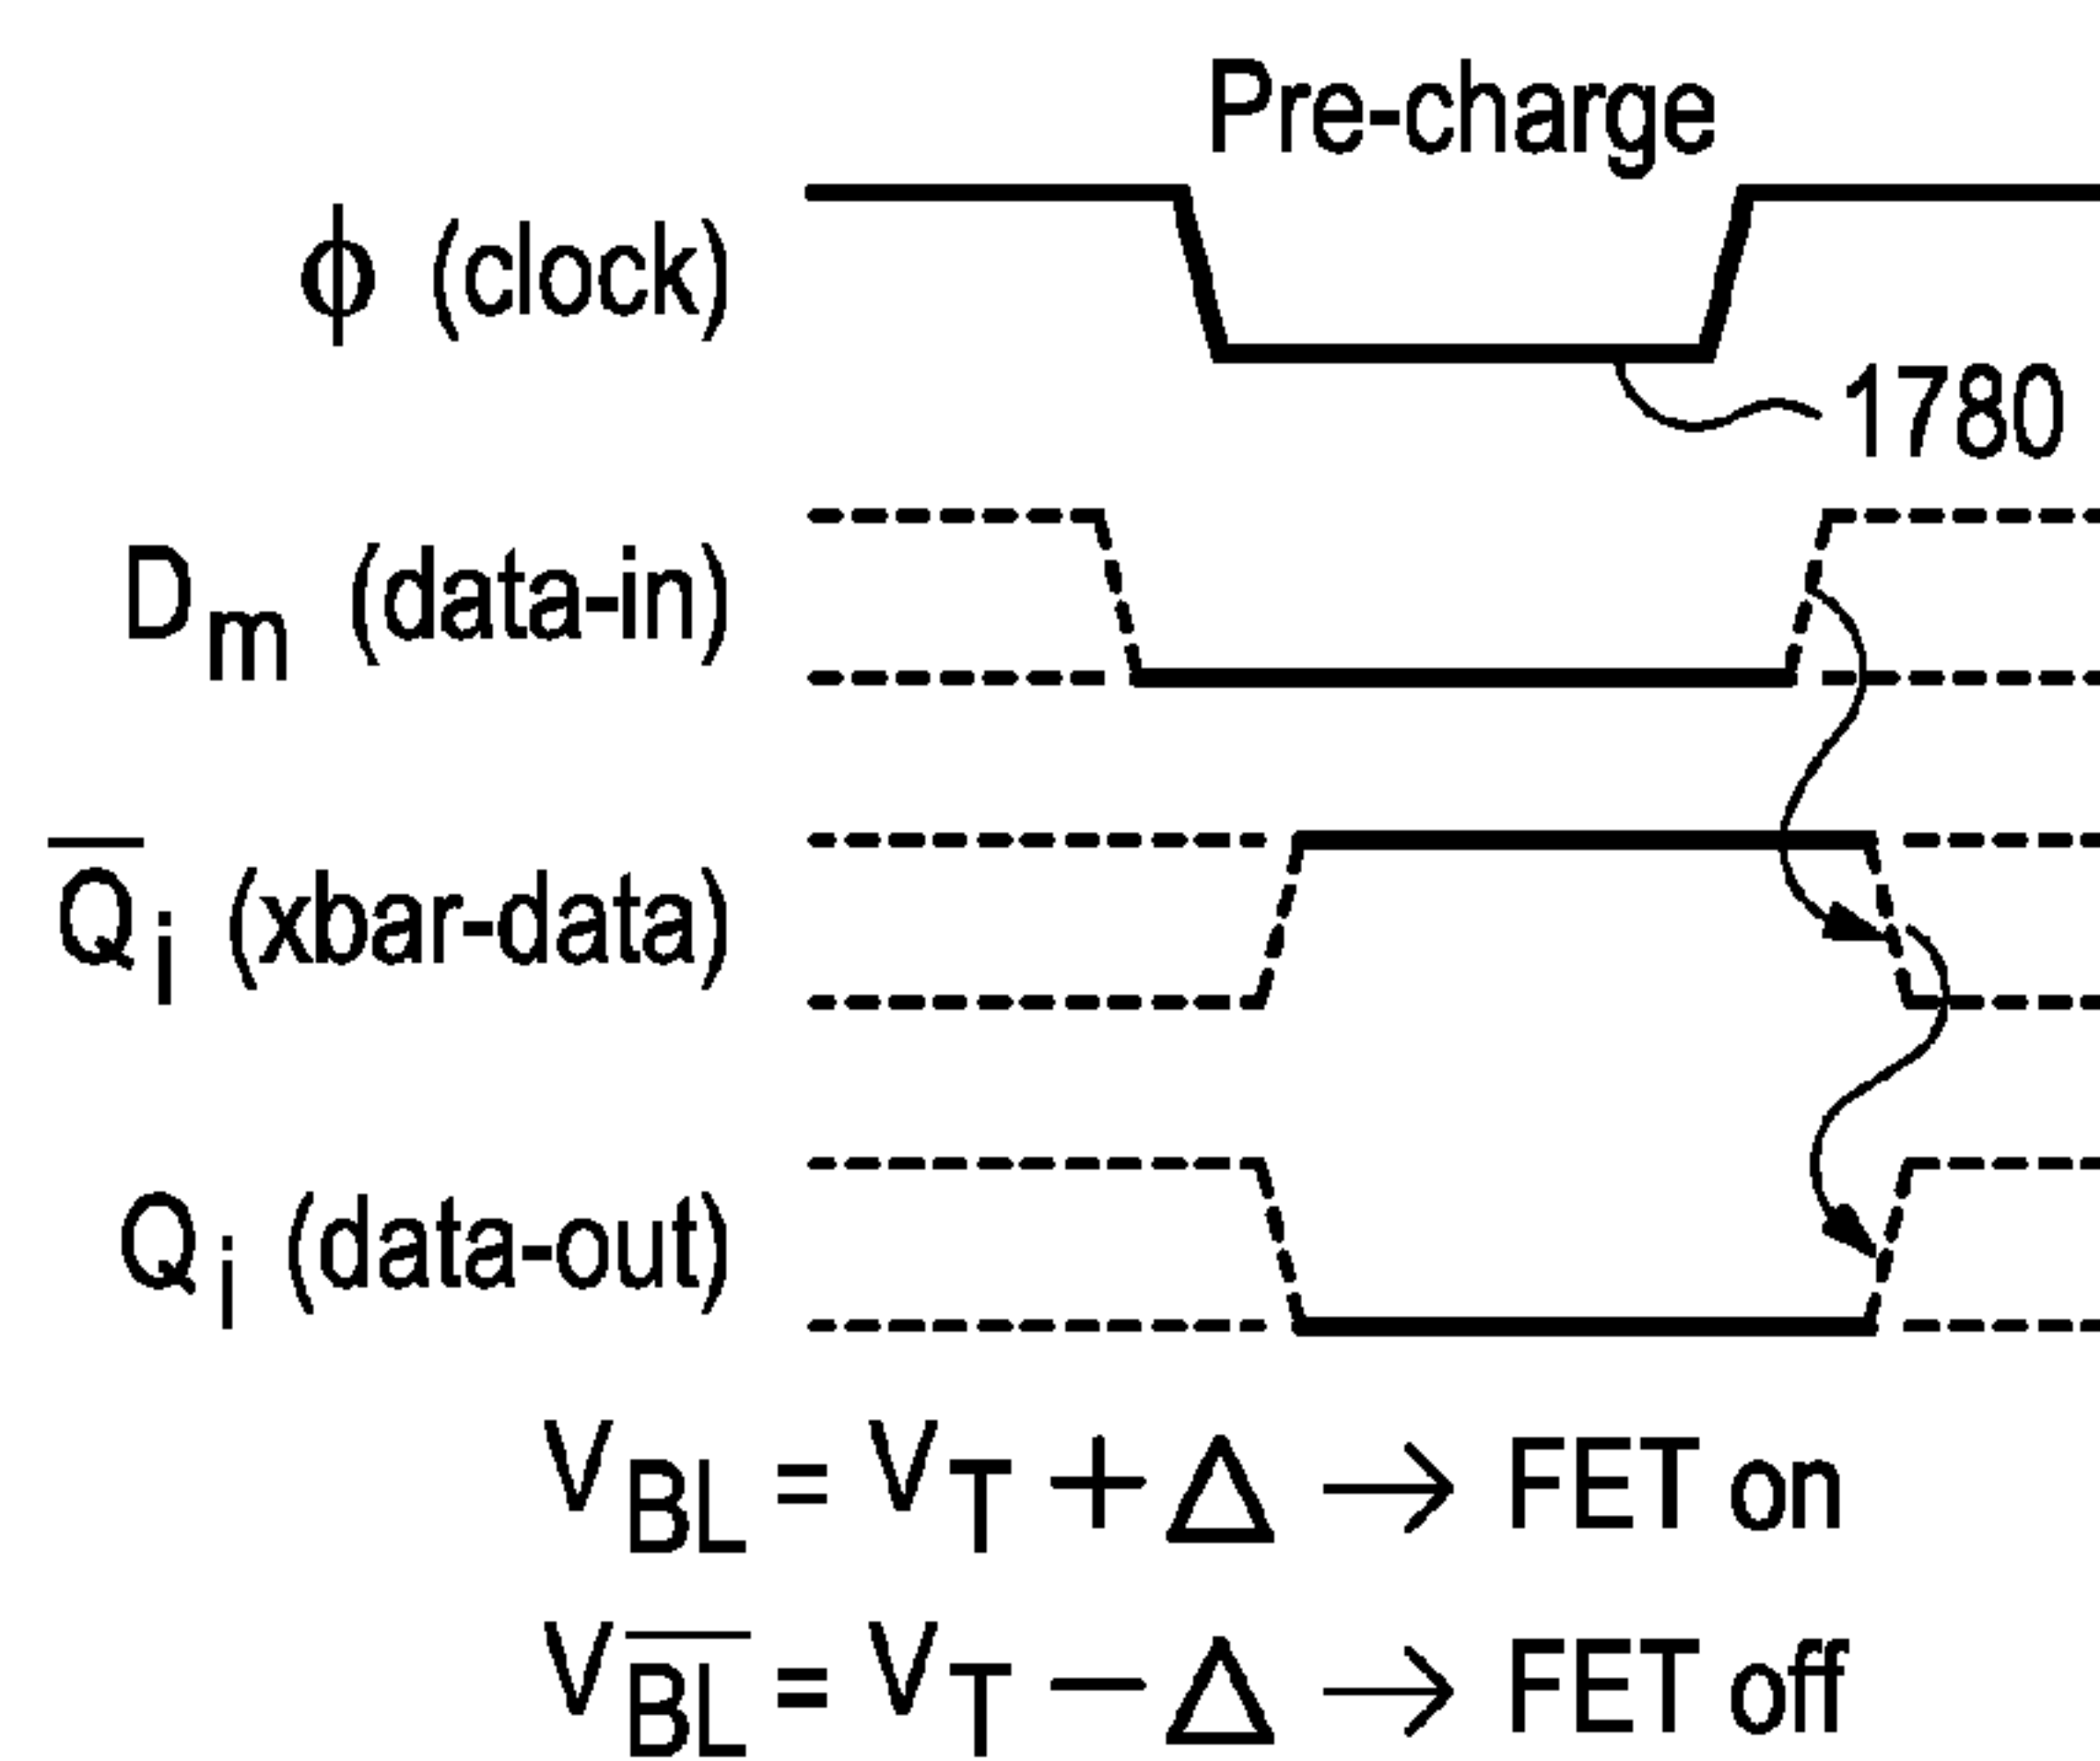 Pre-charge
ϕ (clock)
1780
Dm (data-in)
Q̅i (xbar-data)
Qi (data-out)
VBL = VT + △ → FET on
VB̅L̅ = VT − △ → FET off